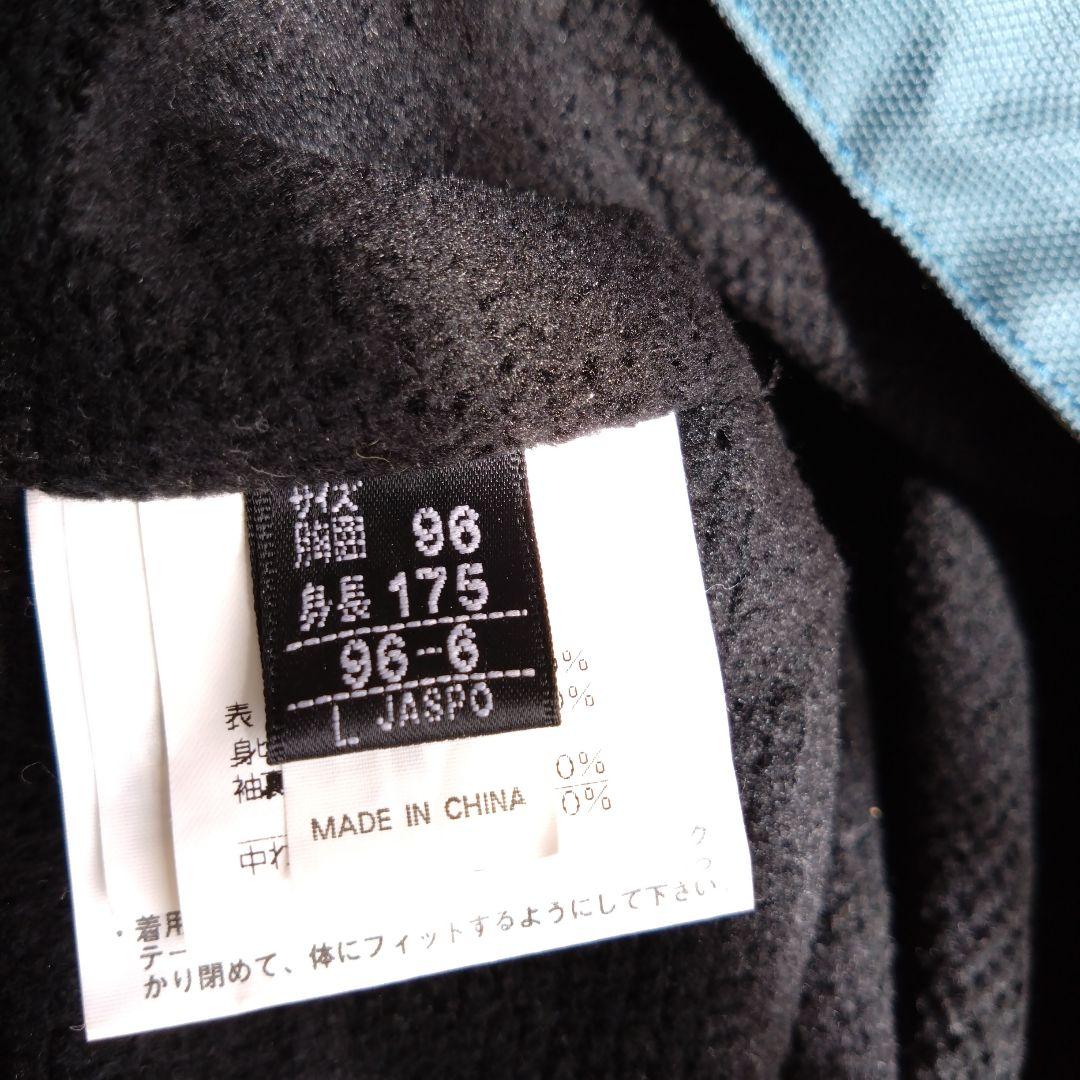 サイズ
胸囲 96
身長 175
96-6
L JASPO
%
%
表
身
袖裏
0%
0%
MADE IN CHINA
中わ
ク
っ
・着用
テー
かり閉めて、体にフィットするようにして下さい。